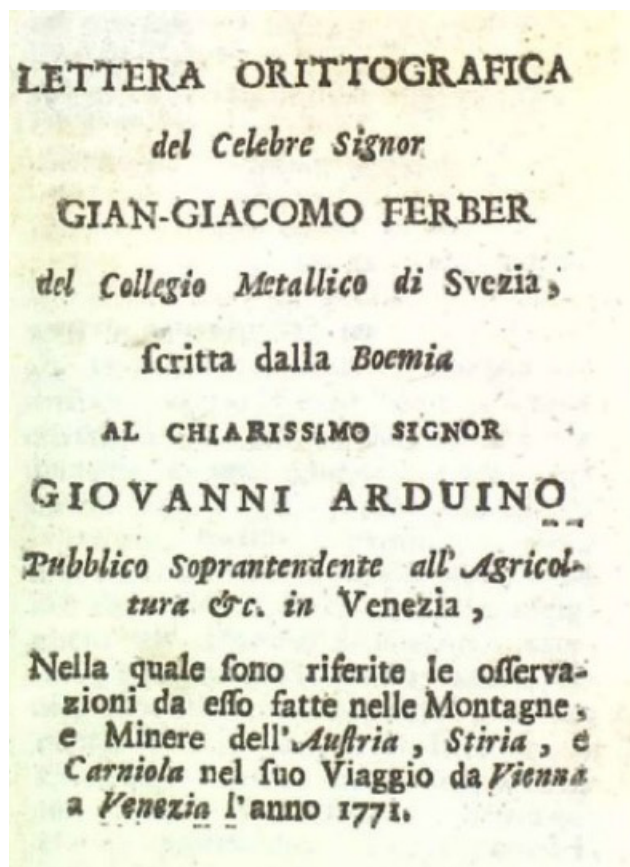 LETTERA ORITTOGRAFICA
del Celebre Signor
GIAN-GIACOMO FERBER
del Collegio Metallico di Svezia,
ſcritta dalla Boemia
AL CHIARISSIMO SIGNOR
GIOVANNI ARDUINO
Pubblico Soprantendente all' Agricol-
tura &c. in Venezia,
Nella quale ſono riferite le oſſerva-
zioni da eſſo fatte nelle Montagne,
e Minere dell'Auſtria, Stiria, e
Carniola nel ſuo Viaggio da Vienna
a Venezia l'anno 1771.